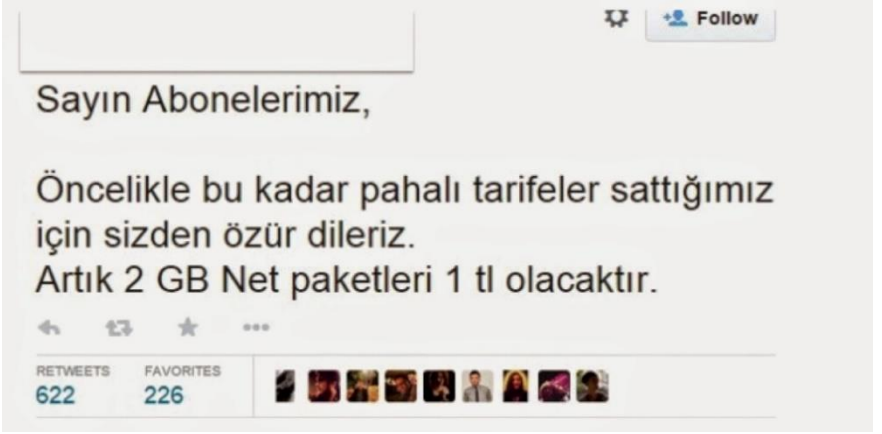 Follow
Sayın Abonelerimiz,
Öncelikle bu kadar pahalı tarifeler sattığımız
için sizden özür dileriz.
Artık 2 GB Net paketleri 1 tl olacaktır.
RETWEETS FAVORITES
622 226